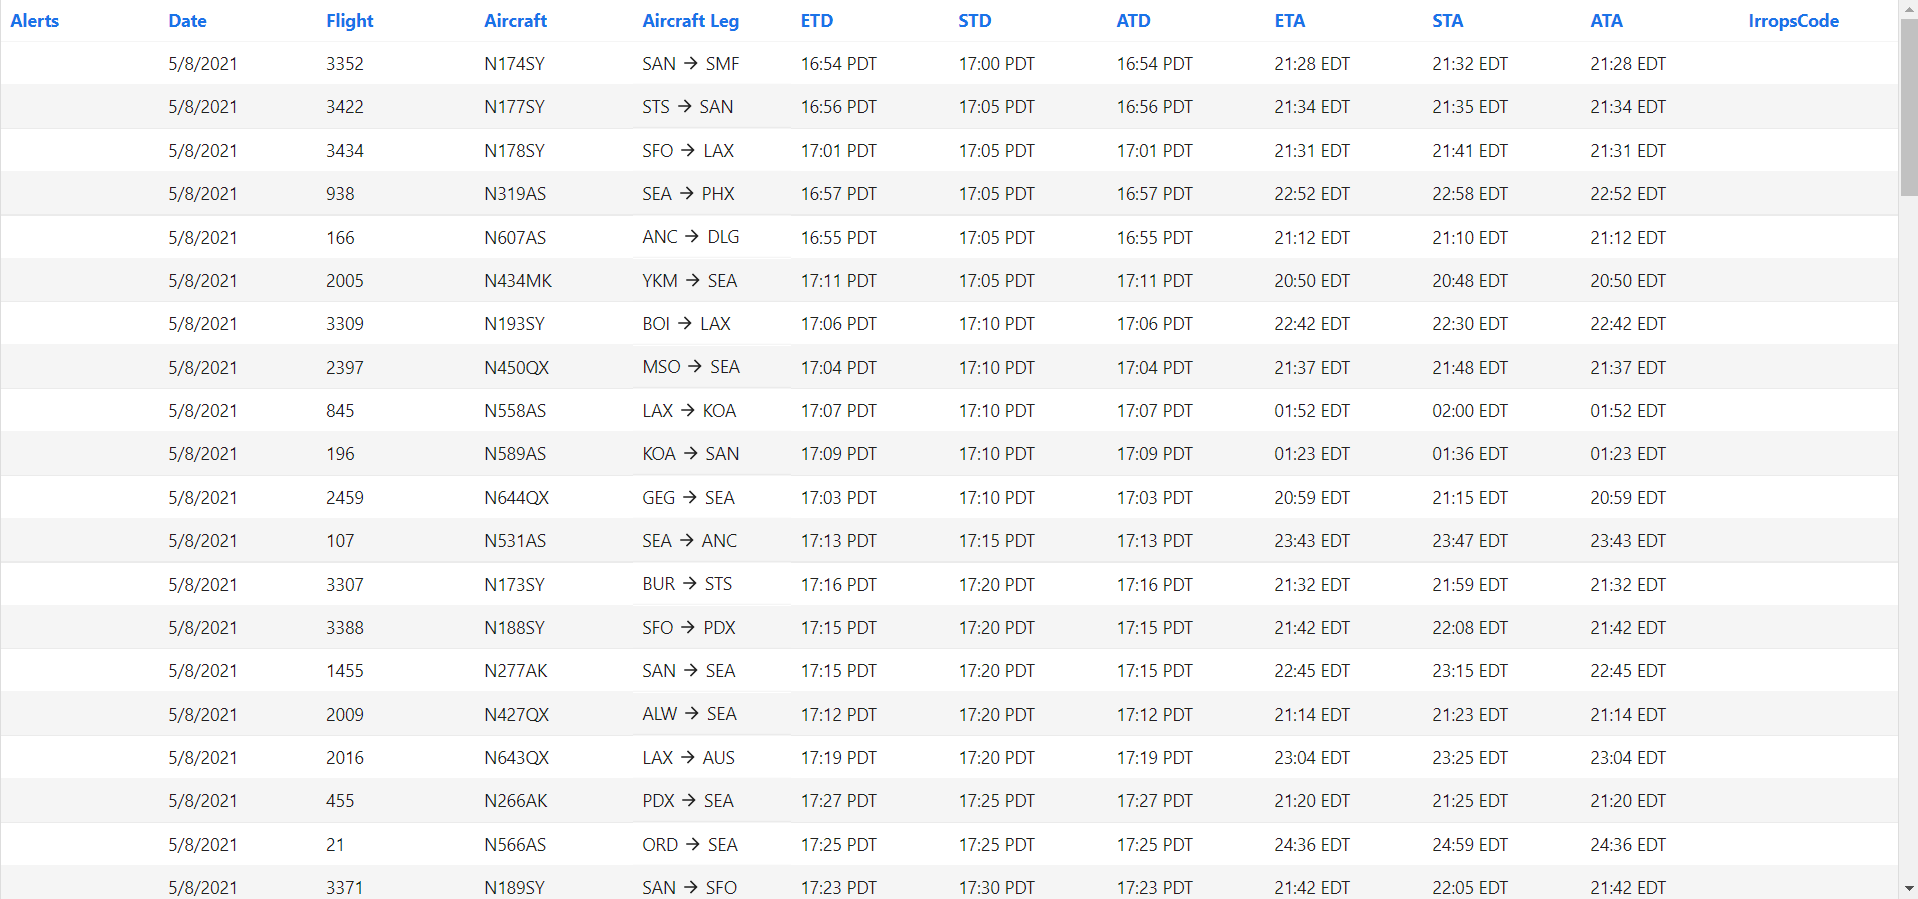 Alerts Date Flight Aircraft Aircraft Leg ETD STD ATD ETA STA ATA IrropsCode
5/8/2021 3352 N174SY SAN → SMF 16:54 PDT 17:00 PDT 16:54 PDT 21:28 EDT 21:32 EDT 21:28 EDT
5/8/2021 3422 N177SY STS → SAN 16:56 PDT 17:05 PDT 16:56 PDT 21:34 EDT 21:35 EDT 21:34 EDT
5/8/2021 3434 N178SY SFO → LAX 17:01 PDT 17:05 PDT 17:01 PDT 21:31 EDT 21:41 EDT 21:31 EDT
5/8/2021 938 N319AS SEA → PHX 16:57 PDT 17:05 PDT 16:57 PDT 22:52 EDT 22:58 EDT 22:52 EDT
5/8/2021 166 N607AS ANC → DLG 16:55 PDT 17:05 PDT 16:55 PDT 21:12 EDT 21:10 EDT 21:12 EDT
5/8/2021 2005 N434MK YKM → SEA 17:11 PDT 17:05 PDT 17:11 PDT 20:50 EDT 20:48 EDT 20:50 EDT
5/8/2021 3309 N193SY BOI → LAX 17:06 PDT 17:10 PDT 17:06 PDT 22:42 EDT 22:30 EDT 22:42 EDT
5/8/2021 2397 N450QX MSO → SEA 17:04 PDT 17:10 PDT 17:04 PDT 21:37 EDT 21:48 EDT 21:37 EDT
5/8/2021 845 N558AS LAX → KOA 17:07 PDT 17:10 PDT 17:07 PDT 01:52 EDT 02:00 EDT 01:52 EDT
5/8/2021 196 N589AS KOA → SAN 17:09 PDT 17:10 PDT 17:09 PDT 01:23 EDT 01:36 EDT 01:23 EDT
5/8/2021 2459 N644QX GEG → SEA 17:03 PDT 17:10 PDT 17:03 PDT 20:59 EDT 21:15 EDT 20:59 EDT
5/8/2021 107 N531AS SEA → ANC 17:13 PDT 17:15 PDT 17:13 PDT 23:43 EDT 23:47 EDT 23:43 EDT
5/8/2021 3307 N173SY BUR → STS 17:16 PDT 17:20 PDT 17:16 PDT 21:32 EDT 21:59 EDT 21:32 EDT
5/8/2021 3388 N188SY SFO → PDX 17:15 PDT 17:20 PDT 17:15 PDT 21:42 EDT 22:08 EDT 21:42 EDT
5/8/2021 1455 N277AK SAN → SEA 17:15 PDT 17:20 PDT 17:15 PDT 22:45 EDT 23:15 EDT 22:45 EDT
5/8/2021 2009 N427QX ALW → SEA 17:12 PDT 17:20 PDT 17:12 PDT 21:14 EDT 21:23 EDT 21:14 EDT
5/8/2021 2016 N643QX LAX → AUS 17:19 PDT 17:20 PDT 17:19 PDT 23:04 EDT 23:25 EDT 23:04 EDT
5/8/2021 455 N266AK PDX → SEA 17:27 PDT 17:25 PDT 17:27 PDT 21:20 EDT 21:25 EDT 21:20 EDT
5/8/2021 21 N566AS ORD → SEA 17:25 PDT 17:25 PDT 17:25 PDT 24:36 EDT 24:59 EDT 24:36 EDT
5/8/2021 3371 N189SY SAN → SFO 17:23 PDT 17:30 PDT 17:23 PDT 21:42 EDT 22:05 EDT 21:42 EDT